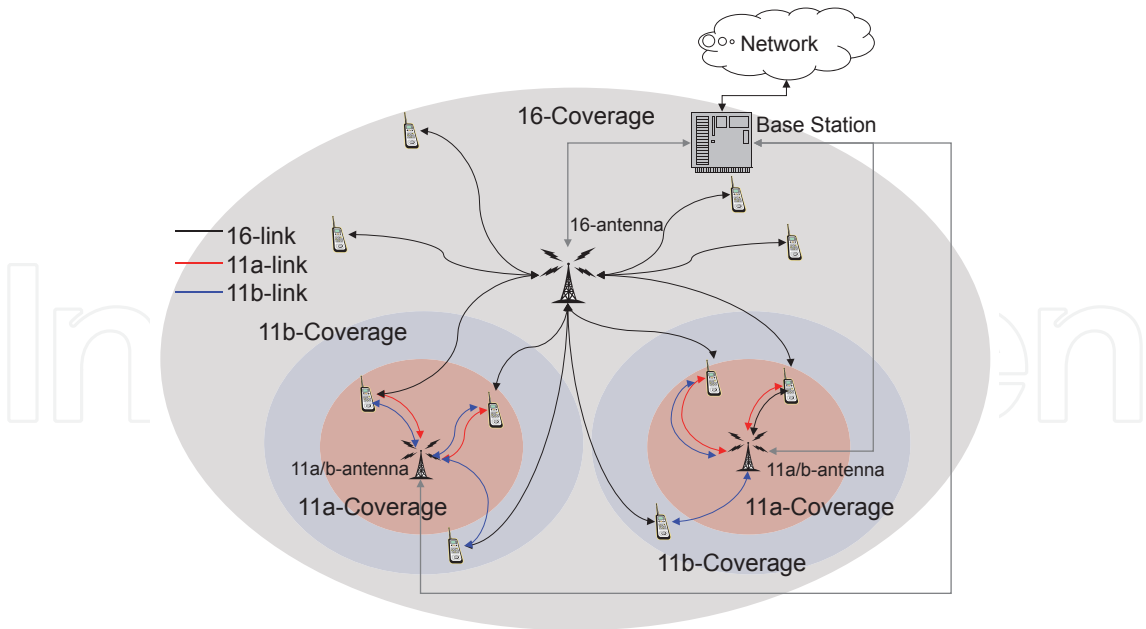 Network
16-Coverage
Base Station
16-antenna
16-link
11a-link
11b-link
11b-Coverage
11a/b-antenna
11a/b-antenna
11a-Coverage
11a-Coverage
11b-Coverage